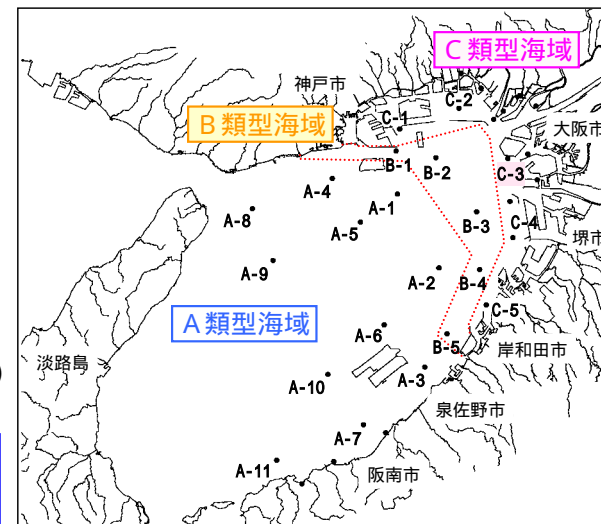 C類型海域
神戸市
C-2
B類型海域
C-1
大阪市
B-1
B-2
C-3
A-4
A-1
A-8
A-5
B-3
C-4
堺市
A-9
A-2
B-4
A類型海域
C-5
A-6
B-5
岸和田市
淡路島
)
A-10
A-3
泉佐野市
A-7
A-11
阪南市